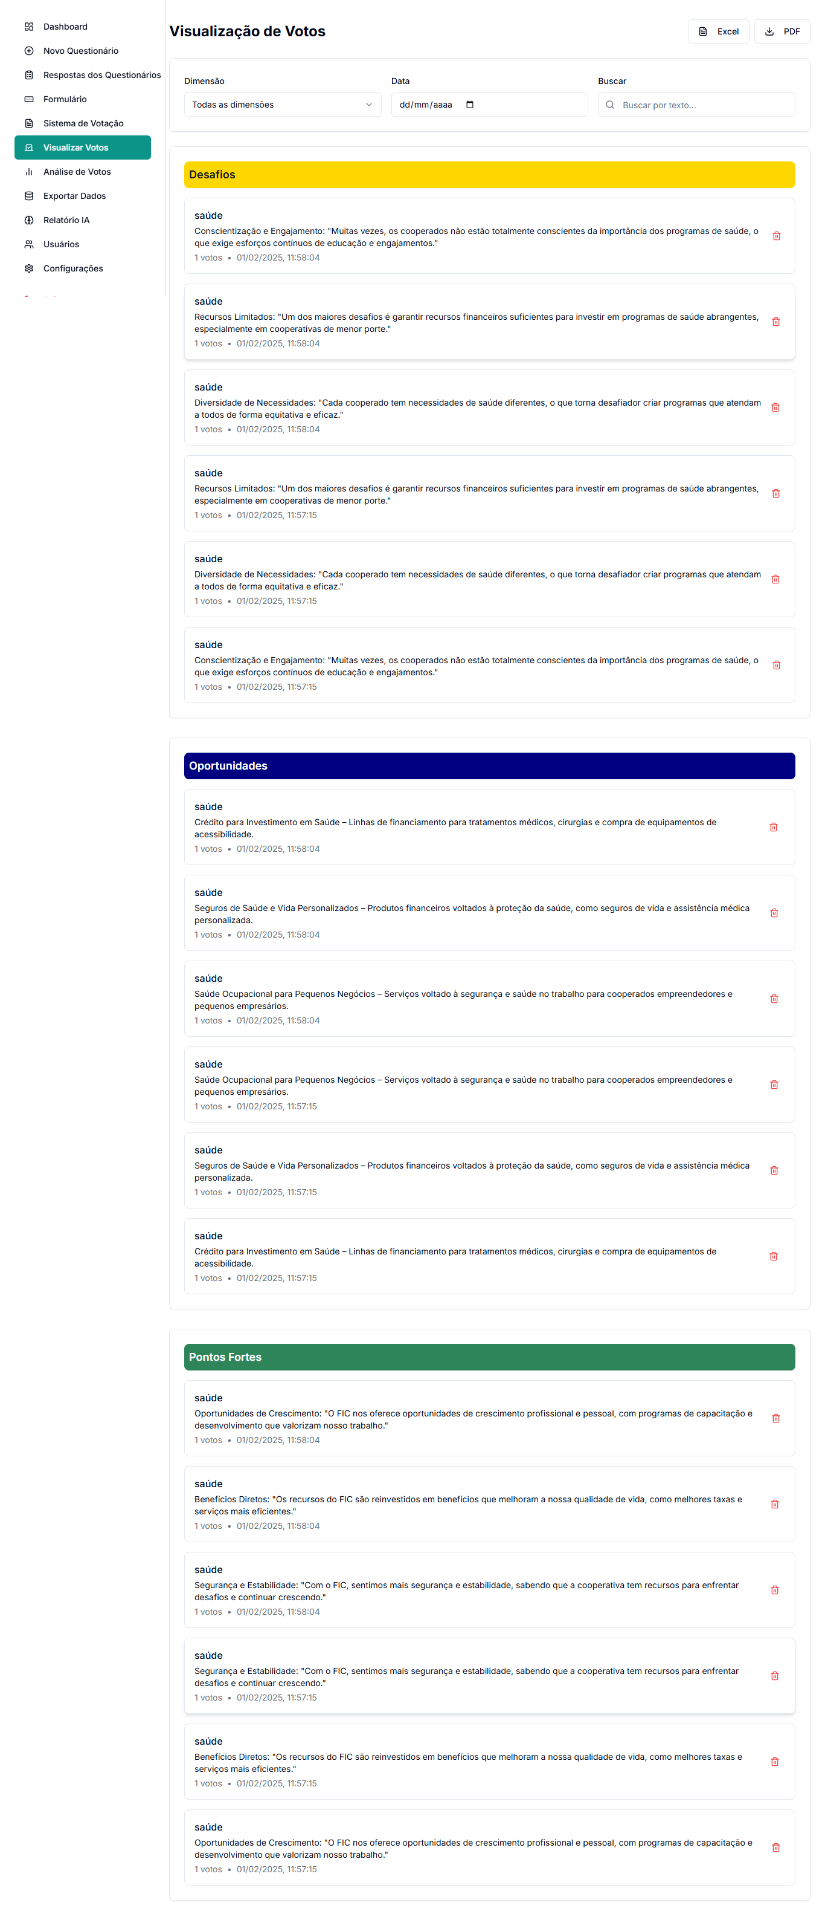 Dashboard
Novo Questionário
Respostas dos Questionários
Formulário
Sistema de Votação
Visualizar Votos
Análise de Votos
Exportar Dados
Relatório IA
Usuários
Configurações
Visualização de Votos
Excel
PDF
Dimensão
Data
Buscar
Todas as dimensões
dd/mm/aaaa
Buscar por texto...
Desafios
saúde
Conscientização e Engajamento: "Muitas vezes, os cooperados não estão totalmente conscientes da importância dos programas de saúde, o
que exige esforços contínuos de educação e engajamentos."
1 votos • 01/02/2025, 11:58:04
saúde
Recursos Limitados: "Um dos maiores desafios é garantir recursos financeiros suficientes para investir em programas de saúde abrangentes,
especialmente em cooperativas de menor porte."
1 votos • 01/02/2025, 11:58:04
saúde
Diversidade de Necessidades: "Cada cooperado tem necessidades de saúde diferentes, o que torna desafiador criar programas que atendam
a todos de forma equitativa e eficaz."
1 votos • 01/02/2025, 11:58:04
saúde
Recursos Limitados: "Um dos maiores desafios é garantir recursos financeiros suficientes para investir em programas de saúde abrangentes,
especialmente em cooperativas de menor porte."
1 votos • 01/02/2025, 11:57:15
saúde
Diversidade de Necessidades: "Cada cooperado tem necessidades de saúde diferentes, o que torna desafiador criar programas que atendam
a todos de forma equitativa e eficaz."
1 votos • 01/02/2025, 11:57:15
saúde
Conscientização e Engajamento: "Muitas vezes, os cooperados não estão totalmente conscientes da importância dos programas de saúde, o
que exige esforços contínuos de educação e engajamentos."
1 votos • 01/02/2025, 11:57:15
Oportunidades
saúde
Crédito para Investimento em Saúde – Linhas de financiamento para tratamentos médicos, cirurgias e compra de equipamentos de
acessibilidade.
1 votos • 01/02/2025, 11:58:04
saúde
Seguros de Saúde e Vida Personalizados – Produtos financeiros voltados à proteção da saúde, como seguros de vida e assistência médica
personalizada.
1 votos • 01/02/2025, 11:58:04
saúde
Saúde Ocupacional para Pequenos Negócios – Serviços voltado à segurança e saúde no trabalho para cooperados empreendedores e
pequenos empresários.
1 votos • 01/02/2025, 11:58:04
saúde
Saúde Ocupacional para Pequenos Negócios – Serviços voltado à segurança e saúde no trabalho para cooperados empreendedores e
pequenos empresários.
1 votos • 01/02/2025, 11:57:15
saúde
Seguros de Saúde e Vida Personalizados – Produtos financeiros voltados à proteção da saúde, como seguros de vida e assistência médica
personalizada.
1 votos • 01/02/2025, 11:57:15
saúde
Crédito para Investimento em Saúde – Linhas de financiamento para tratamentos médicos, cirurgias e compra de equipamentos de
acessibilidade.
1 votos • 01/02/2025, 11:57:15
Pontos Fortes
saúde
Oportunidades de Crescimento: "O FIC nos oferece oportunidades de crescimento profissional e pessoal, com programas de capacitação e
desenvolvimento que valorizam nosso trabalho."
1 votos • 01/02/2025, 11:58:04
saúde
Benefícios Diretos: "Os recursos do FIC são reinvestidos em benefícios que melhoram a nossa qualidade de vida, como melhores taxas e
serviços mais eficientes."
1 votos • 01/02/2025, 11:58:04
saúde
Segurança e Estabilidade: "Com o FIC, sentimos mais segurança e estabilidade, sabendo que a cooperativa tem recursos para enfrentar
desafios e continuar crescendo."
1 votos • 01/02/2025, 11:58:04
saúde
Segurança e Estabilidade: "Com o FIC, sentimos mais segurança e estabilidade, sabendo que a cooperativa tem recursos para enfrentar
desafios e continuar crescendo."
1 votos • 01/02/2025, 11:57:15
saúde
Benefícios Diretos: "Os recursos do FIC são reinvestidos em benefícios que melhoram a nossa qualidade de vida, como melhores taxas e
serviços mais eficientes."
1 votos • 01/02/2025, 11:57:15
saúde
Oportunidades de Crescimento: "O FIC nos oferece oportunidades de crescimento profissional e pessoal, com programas de capacitação e
desenvolvimento que valorizam nosso trabalho."
1 votos • 01/02/2025, 11:57:15